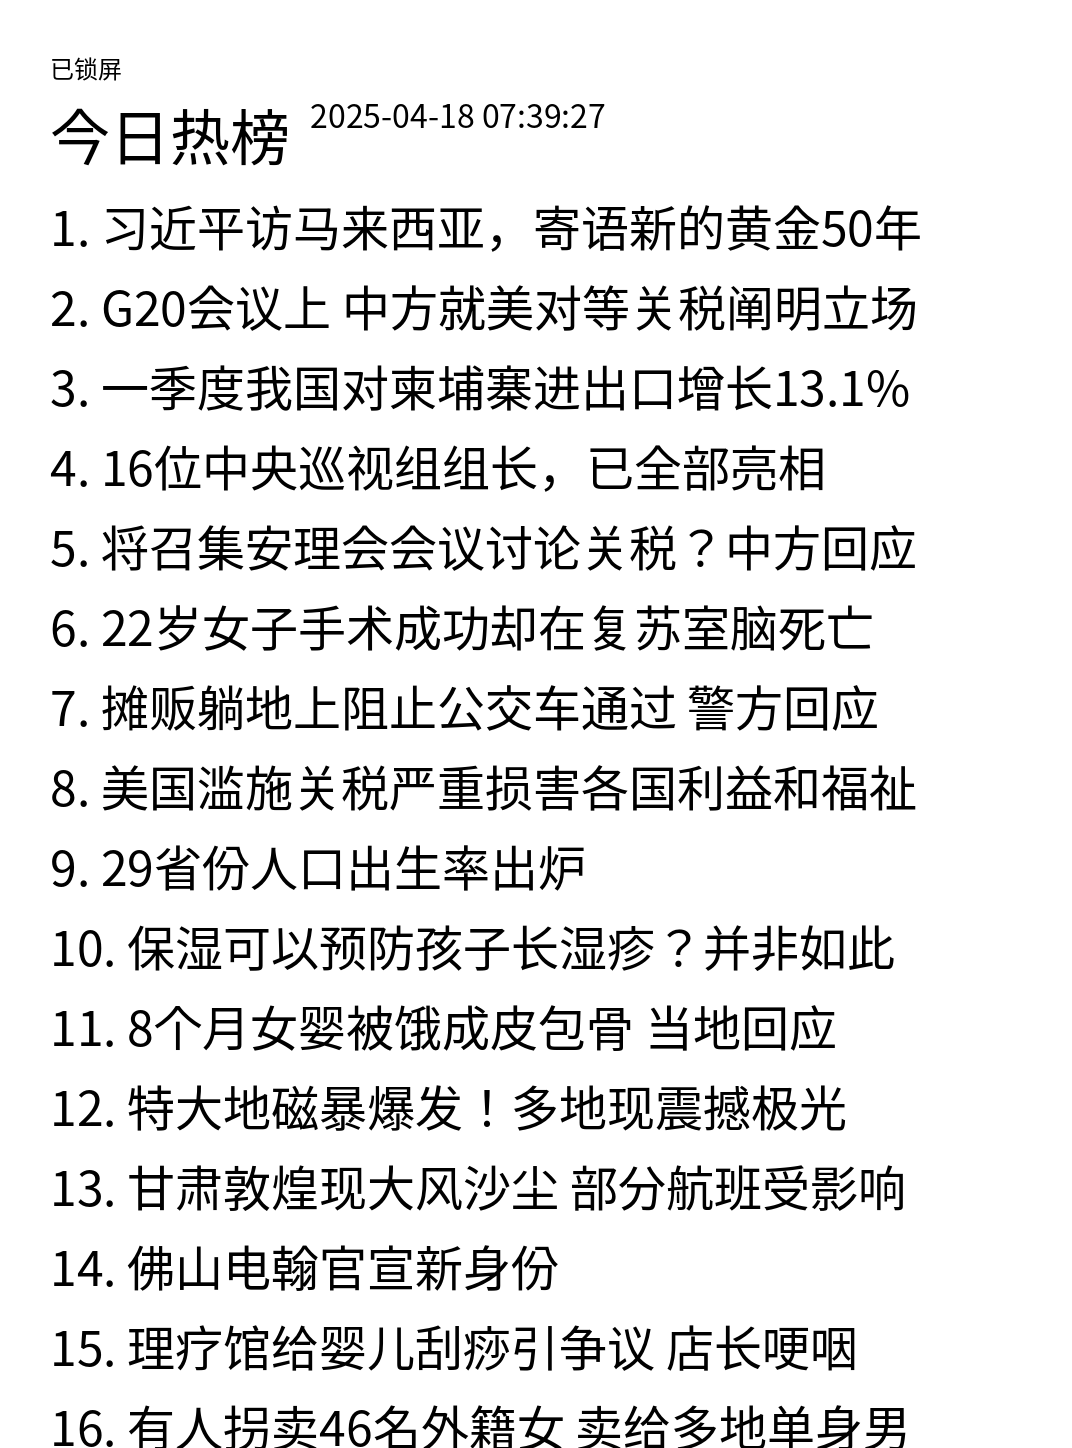 已锁屏
今日热榜 2025-04-18 07:39:27
1. 习近平访马来西亚，寄语新的黄金50年
2. G20会议上 中方就美对等关税阐明立场
3. 一季度我国对柬埔寨进出口增长13.1%
4. 16位中央巡视组组长，已全部亮相
5. 将召集安理会会议讨论关税？中方回应
6. 22岁女子手术成功却在复苏室脑死亡
7. 摊贩躺地上阻止公交车通过 警方回应
8. 美国滥施关税严重损害各国利益和福祉
9. 29省份人口出生率出炉
10. 保湿可以预防孩子长湿疹？并非如此
11. 8个月女婴被饿成皮包骨 当地回应
12. 特大地磁暴爆发！多地现震撼极光
13. 甘肃敦煌现大风沙尘 部分航班受影响
14. 佛山电翰官宣新身份
15. 理疗馆给婴儿刮痧引争议 店长哽咽
16. 有人拐卖46名外籍女 卖给多地单身男